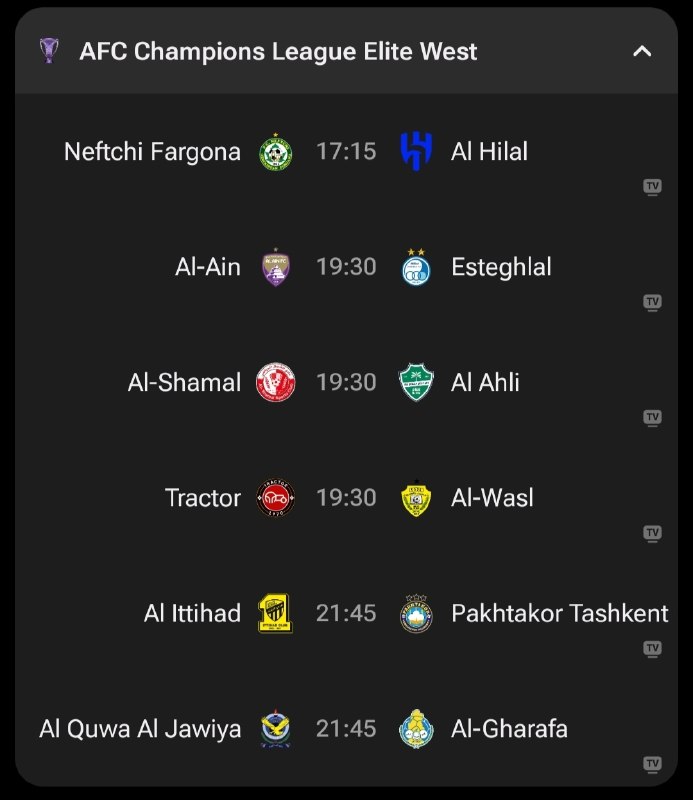 AFC Champions League Elite West
Neftchi Fargona 17:15 Al Hilal
TV
Al-Ain 19:30 Esteghlal
TV
Al-Shamal 19:30 Al Ahli
TV
Tractor 19:30 Al-Wasl
TV
Al Ittihad 21:45 Pakhtakor Tashkent
TV
Al Quwa Al Jawiya 21:45 Al-Gharafa
TV